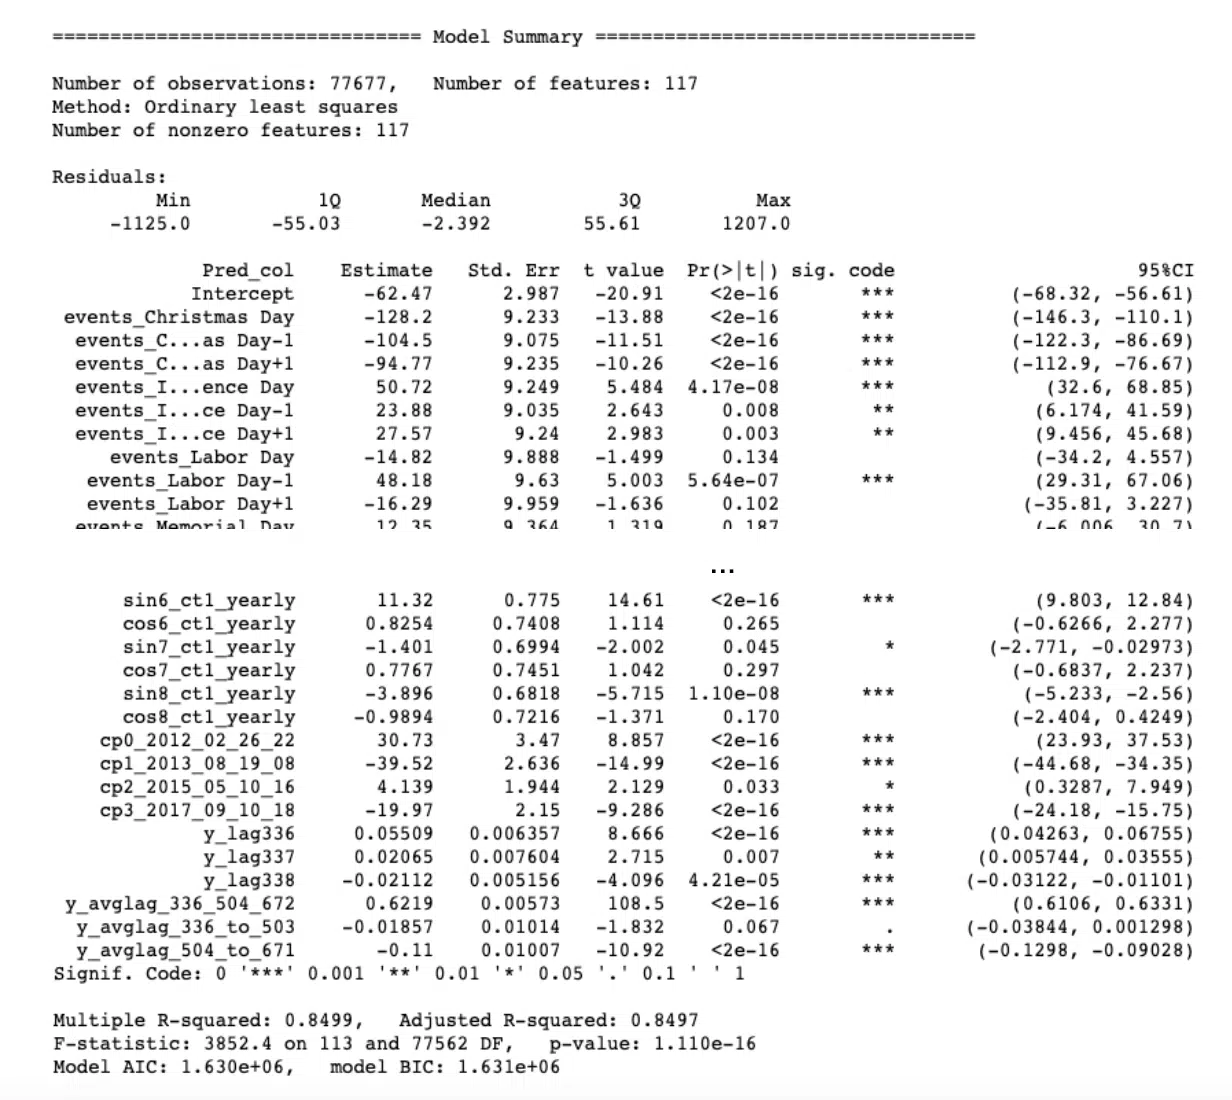 ================================ Model Summary =================================
Number of observations: 77677,   Number of features: 117
Method: Ordinary least squares
Number of nonzero features: 117
Residuals:
         Min           1Q       Median           3Q          Max
     -1125.0       -55.03       -2.392        55.61       1207.0
             Pred_col    Estimate   Std. Err  t value  Pr(>|t|) sig. code                     95%CI
            Intercept      -62.47      2.987   -20.91    <2e-16       ***          (-68.32, -56.61)
 events_Christmas Day      -128.2      9.233   -13.88    <2e-16       ***          (-146.3, -110.1)
  events_C...as Day-1      -104.5      9.075   -11.51    <2e-16       ***          (-122.3, -86.69)
  events_C...as Day+1      -94.77      9.235   -10.26    <2e-16       ***          (-112.9, -76.67)
  events_I...ence Day       50.72      9.249    5.484  4.17e-08       ***             (32.6, 68.85)
  events_I...ce Day-1       23.88      9.035    2.643     0.008        **            (6.174, 41.59)
  events_I...ce Day+1       27.57       9.24    2.983     0.003        **            (9.456, 45.68)
     events_Labor Day      -14.82      9.888   -1.499     0.134                      (-34.2, 4.557)
   events_Labor Day-1       48.18       9.63    5.003  5.64e-07       ***            (29.31, 67.06)
   events_Labor Day+1      -16.29      9.959   -1.636     0.102                     (-35.81, 3.227)
  events_Memorial Day       12.35      9.364    1.319     0.187                      (-6.006, 30.7)
...
      sin6_ct1_yearly       11.32      0.775    14.61    <2e-16       ***            (9.803, 12.84)
      cos6_ct1_yearly      0.8254     0.7408    1.114     0.265                    (-0.6266, 2.277)
      sin7_ct1_yearly      -1.401     0.6994   -2.002     0.045         *        (-2.771, -0.02973)
      cos7_ct1_yearly      0.7767     0.7451    1.042     0.297                    (-0.6837, 2.237)
      sin8_ct1_yearly      -3.896     0.6818   -5.715  1.10e-08       ***           (-5.233, -2.56)
      cos8_ct1_yearly     -0.9894     0.7216   -1.371     0.170                    (-2.404, 0.4249)
    cp0_2012_02_26_22       30.73       3.47    8.857    <2e-16       ***            (23.93, 37.53)
    cp1_2013_08_19_08      -39.52      2.636   -14.99    <2e-16       ***          (-44.68, -34.35)
    cp2_2015_05_10_16       4.139      1.944    2.129     0.033         *           (0.3287, 7.949)
    cp3_2017_09_10_18      -19.97       2.15   -9.286    <2e-16       ***          (-24.18, -15.75)
             y_lag336     0.05509   0.006357    8.666    <2e-16       ***        (0.04263, 0.06755)
             y_lag337     0.02065   0.007604    2.715     0.007        **       (0.005744, 0.03555)
             y_lag338    -0.02112   0.005156   -4.096  4.21e-05       ***      (-0.03122, -0.01101)
 y_avglag_336_504_672      0.6219    0.00573    108.5    <2e-16       ***          (0.6106, 0.6331)
  y_avglag_336_to_503    -0.01857    0.01014   -1.832     0.067         .      (-0.03844, 0.001298)
  y_avglag_504_to_671       -0.11    0.01007   -10.92    <2e-16       ***       (-0.1298, -0.09028)
Signif. Code: 0 '***' 0.001 '**' 0.01 '*' 0.05 '.' 0.1 ' ' 1
Multiple R-squared: 0.8499,   Adjusted R-squared: 0.8497
F-statistic: 3852.4 on 113 and 77562 DF,   p-value: 1.110e-16
Model AIC: 1.630e+06,   model BIC: 1.631e+06